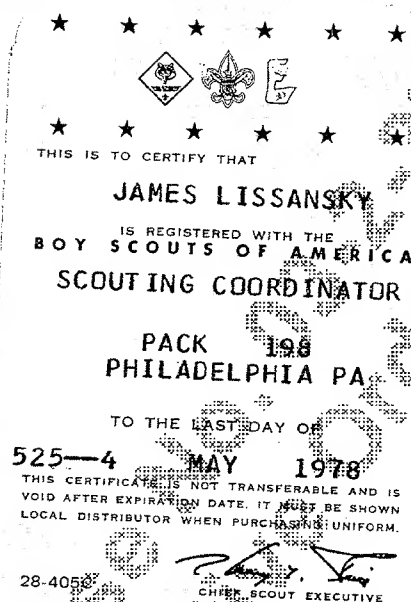 THIS IS TO CERTIFY THAT
JAMES LISSANSKY
IS REGISTERED WITH THE
BOY SCOUTS OF AMERICA
SCOUTING COORDINATOR
PACK 198
PHILADELPHIA PA
TO THE LAST DAY OF
525—4 MAY 1978
THIS CERTIFICATE IS NOT TRANSFERABLE AND IS
VOID AFTER EXPIRATION DATE. IT MUST BE SHOWN
LOCAL DISTRIBUTOR WHEN PURCHASING UNIFORM.
28-405
CHIEF SCOUT EXECUTIVE